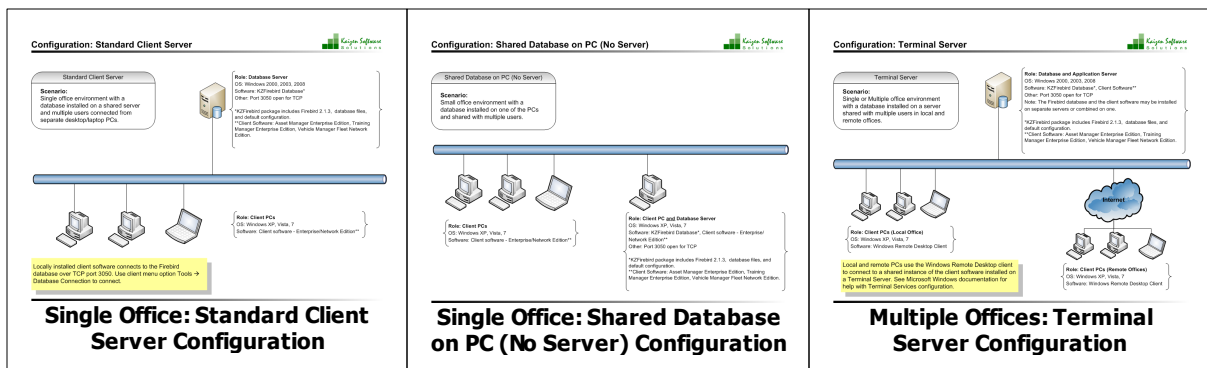 Configuration: Standard Client Server
Kaizen Software
Solutions
Standard Client Server
Scenario:
Single office environment with a
database installed on a shared server
and multiple users connected from
separate desktop/laptop PCs.
Role: Database Server
OS: Windows 2000, 2003, 2008
Software: KZFirebird Database*
Other: Port 3050 open for TCP
*KZFirebird package includes Firebird 2.1.3, database files,
and default configuration.
**Client Software: Asset Manager Enterprise Edition, Training
Manager Enterprise Edition, Vehicle Manager Fleet Network
Edition.
Role: Client PCs
OS: Windows XP, Vista, 7
Software: Client software - Enterprise/Network Edition**
Locally installed client software connects to the Firebird
database over TCP port 3050. Use client menu option Tools →
Database Connection to connect.
Single Office: Standard Client
Server Configuration
Configuration: Shared Database on PC (No Server)
Kaizen Software
Solutions
Shared Database on PC (No Server)
Scenario:
Small office environment with a
database installed on one of the PCs
and shared with multiple users.
Role: Client PCs
OS: Windows XP, Vista, 7
Software: Client software - Enterprise/Network Edition**
Role: Client PC and Database Server
OS: Windows XP, Vista, 7
Software: KZFirebird Database*, Client software - Enterprise/
Network Edition**
Other: Port 3050 open for TCP
*KZFirebird package includes Firebird 2.1.3, database files, and
default configuration.
**Client Software: Asset Manager Enterprise Edition, Training
Manager Enterprise Edition, Vehicle Manager Fleet Network Edition.
Single Office: Shared Database
on PC (No Server) Configuration
Configuration: Terminal Server
Kaizen Software
Solutions
Terminal Server
Scenario:
Single or Multiple office environment
with a database installed on a server
shared with multiple users in local and
remote offices.
Role: Database and Application Server
OS: Windows 2000, 2003, 2008
Software: KZFirebird Database*, Client Software**
Other: Port 3050 open for TCP
Note: The Firebird database and the client software may be installed
on separate servers or combined on one.
*KZFirebird package includes Firebird 2.1.3, database files, and
default configuration.
**Client Software: Asset Manager Enterprise Edition, Training
Manager Enterprise Edition, Vehicle Manager Fleet Network Edition.
Internet
Role: Client PCs (Local Office)
OS: Windows XP, Vista, 7
Software: Windows Remote Desktop Client
Local and remote PCs use the Windows Remote Desktop client
to connect to a shared instance of the client software installed on
a Terminal Server. See Microsoft Windows documentation for
help with Terminal Services configuration.
Role: Client PCs (Remote Offices)
OS: Windows XP, Vista, 7
Software: Windows Remote Desktop Client
Multiple Offices: Terminal
Server Configuration